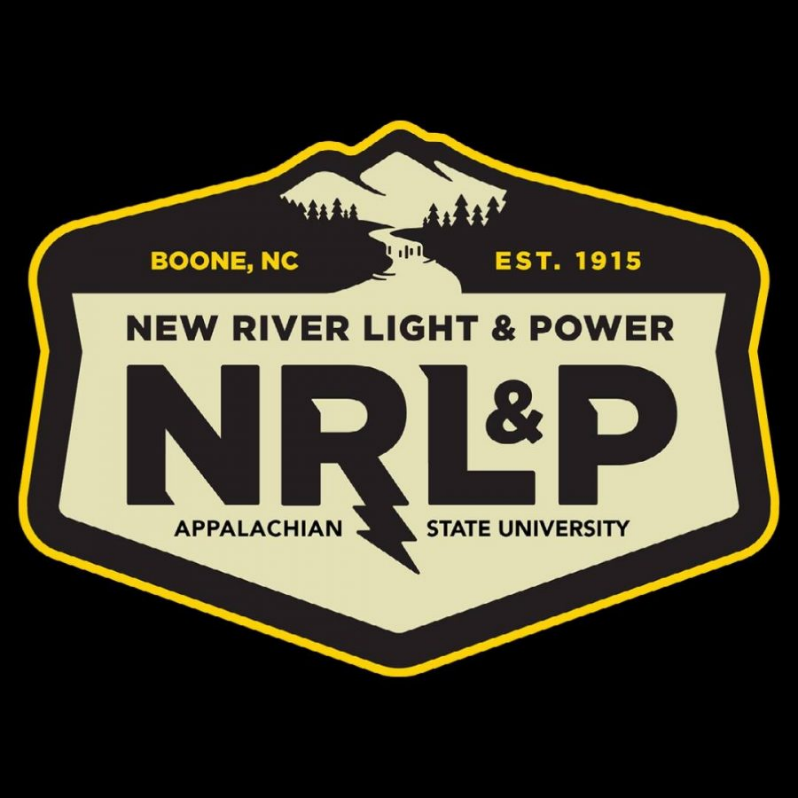 BOONE, NC EST. 1915
NEW RIVER LIGHT & POWER
NRL&P
APPALACHIAN STATE UNIVERSITY